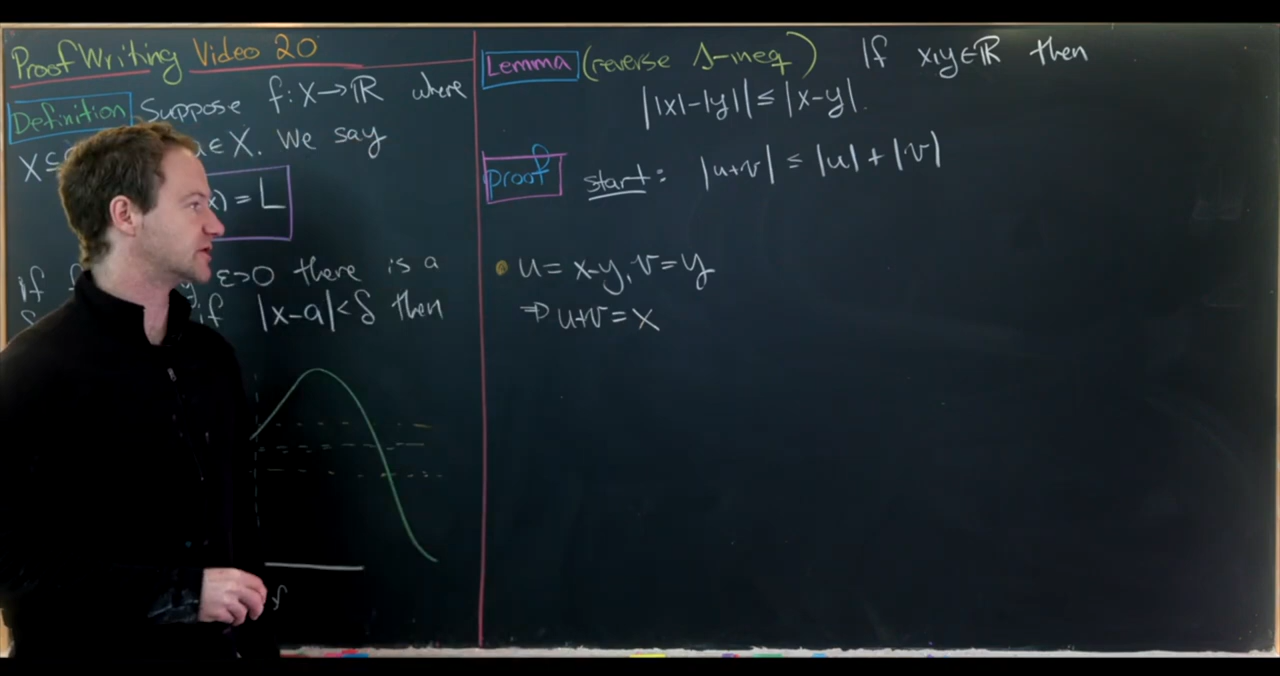 Proof Writing Video 20
Definition Suppose f: X → ℝ where
X ⊆ a ∈ X. We say
x) = L
If ε>0 there is a
if |x-a| < δ then
Lemma (reverse Δ-ineq) If x,y ∈ ℝ then
||x|-|y|| ≤ |x-y|.
Proof start: |u+v| ≤ |u| + |v|
• u = x-y, v = y
⇒ u+v = x